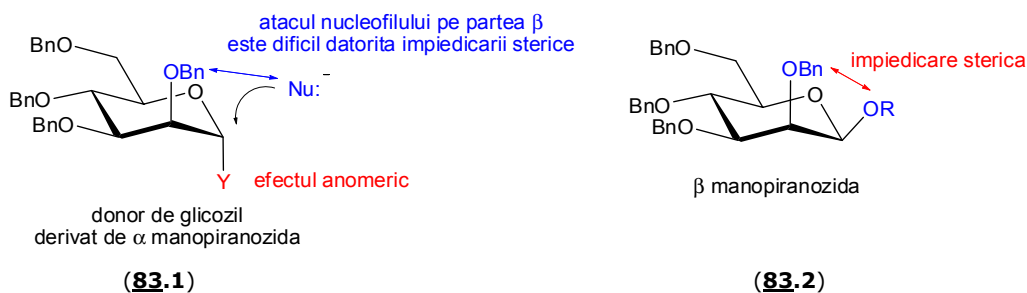 atacul nucleofilului pe partea β
este dificil datorita impiedicarii sterice
BnO
OBn
O
Nu:⁻
BnO
BnO
Y
efectul anomeric
donor de glicozil
derivat de α manopiranozida
(83.1)
BnO
OBn
impiedicare sterica
O
OR
BnO
BnO
β manopiranozida
(83.2)